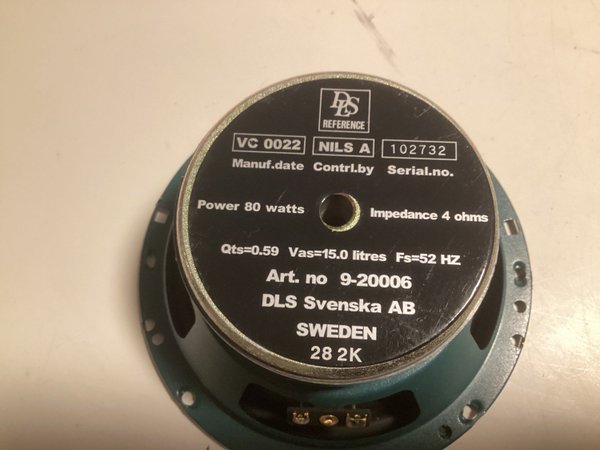 DLS
REFERENCE
VC 0022 NILS A 102732
Manuf.date Contrl.by Serial.no.
Power 80 watts Impedance 4 ohms
Qts=0.59 Vas=15.0 litres Fs=52 HZ
Art. no 9-20006
DLS Svenska AB
SWEDEN
28 2K